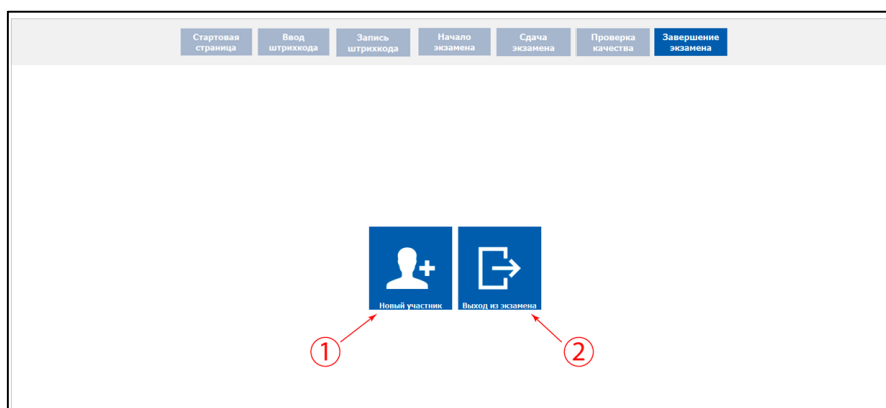 Стартовая
страница
Ввод
штрихкода
Запись
штрихкода
Начало
экзамена
Сдача
экзамена
Проверка
качества
Завершение
экзамена
Новый участник
Выход из экзамена
1
2